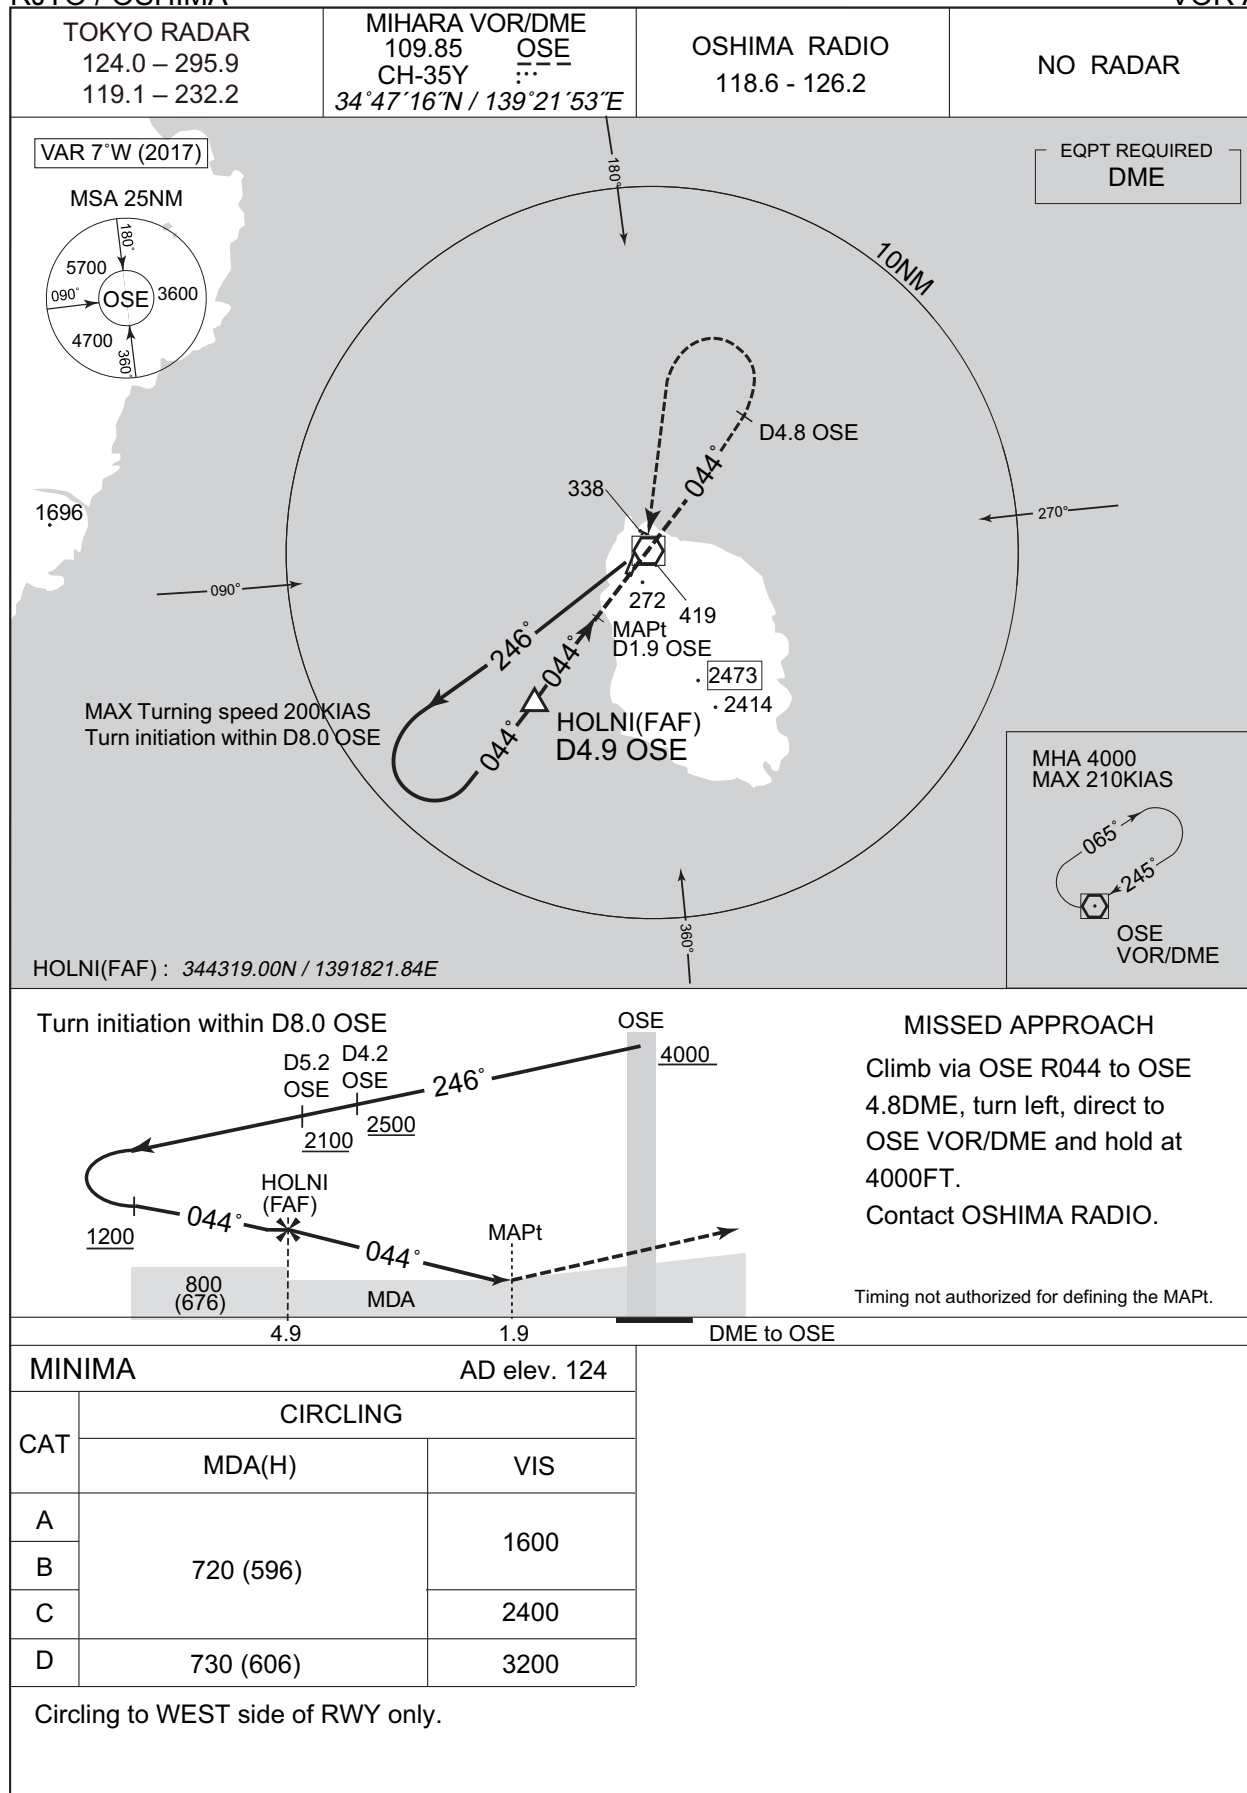 RJTO / OSHIMA
VOR A
TOKYO RADAR
124.0 – 295.9
119.1 – 232.2
MIHARA VOR/DME
109.85 OSE
CH-35Y
34°47´16˝N / 139°21´53˝E
OSHIMA RADIO
118.6 - 126.2
NO RADAR
VAR 7°W (2017)
MSA 25NM
180°
5700
090°
OSE
3600
4700
360°
EQPT REQUIRED
DME
180°
10NM
D4.8 OSE
044°
338
1696
270°
090°
272
419
MAPt
D1.9 OSE
246°
044°
2473
2414
MAX Turning speed 200KIAS
Turn initiation within D8.0 OSE
HOLNI(FAF)
D4.9 OSE
044°
MHA 4000
MAX 210KIAS
065°
245°
OSE
VOR/DME
360°
HOLNI(FAF) : 344319.00N / 1391821.84E
Turn initiation within D8.0 OSE
OSE
D5.2
OSE
D4.2
OSE
246°
4000
2500
2100
HOLNI
(FAF)
044°
1200
MAPt
044°
800
(676)
MDA
4.9
1.9
DME to OSE
MISSED APPROACH
Climb via OSE R044 to OSE
4.8DME, turn left, direct to
OSE VOR/DME and hold at
4000FT.
Contact OSHIMA RADIO.
Timing not authorized for defining the MAPt.
MINIMA
AD elev. 124
CAT
CIRCLING
MDA(H)
VIS
A
1600
B
720 (596)
C
2400
D
730 (606)
3200
Circling to WEST side of RWY only.